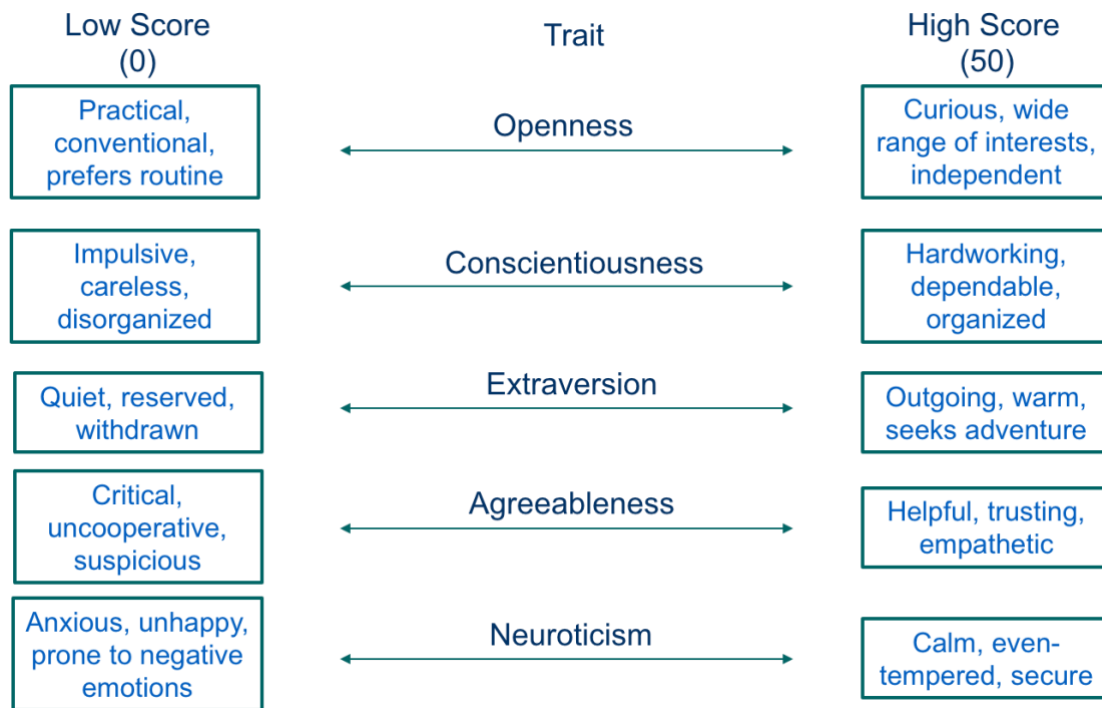 Low Score
(0)
Trait
High Score
(50)
Practical,
conventional,
prefers routine
Openness
Curious, wide
range of interests,
independent
Impulsive,
careless,
disorganized
Conscientiousness
Hardworking,
dependable,
organized
Quiet, reserved,
withdrawn
Extraversion
Outgoing, warm,
seeks adventure
Critical,
uncooperative,
suspicious
Agreeableness
Helpful, trusting,
empathetic
Anxious, unhappy,
prone to negative
emotions
Neuroticism
Calm, even-
tempered, secure